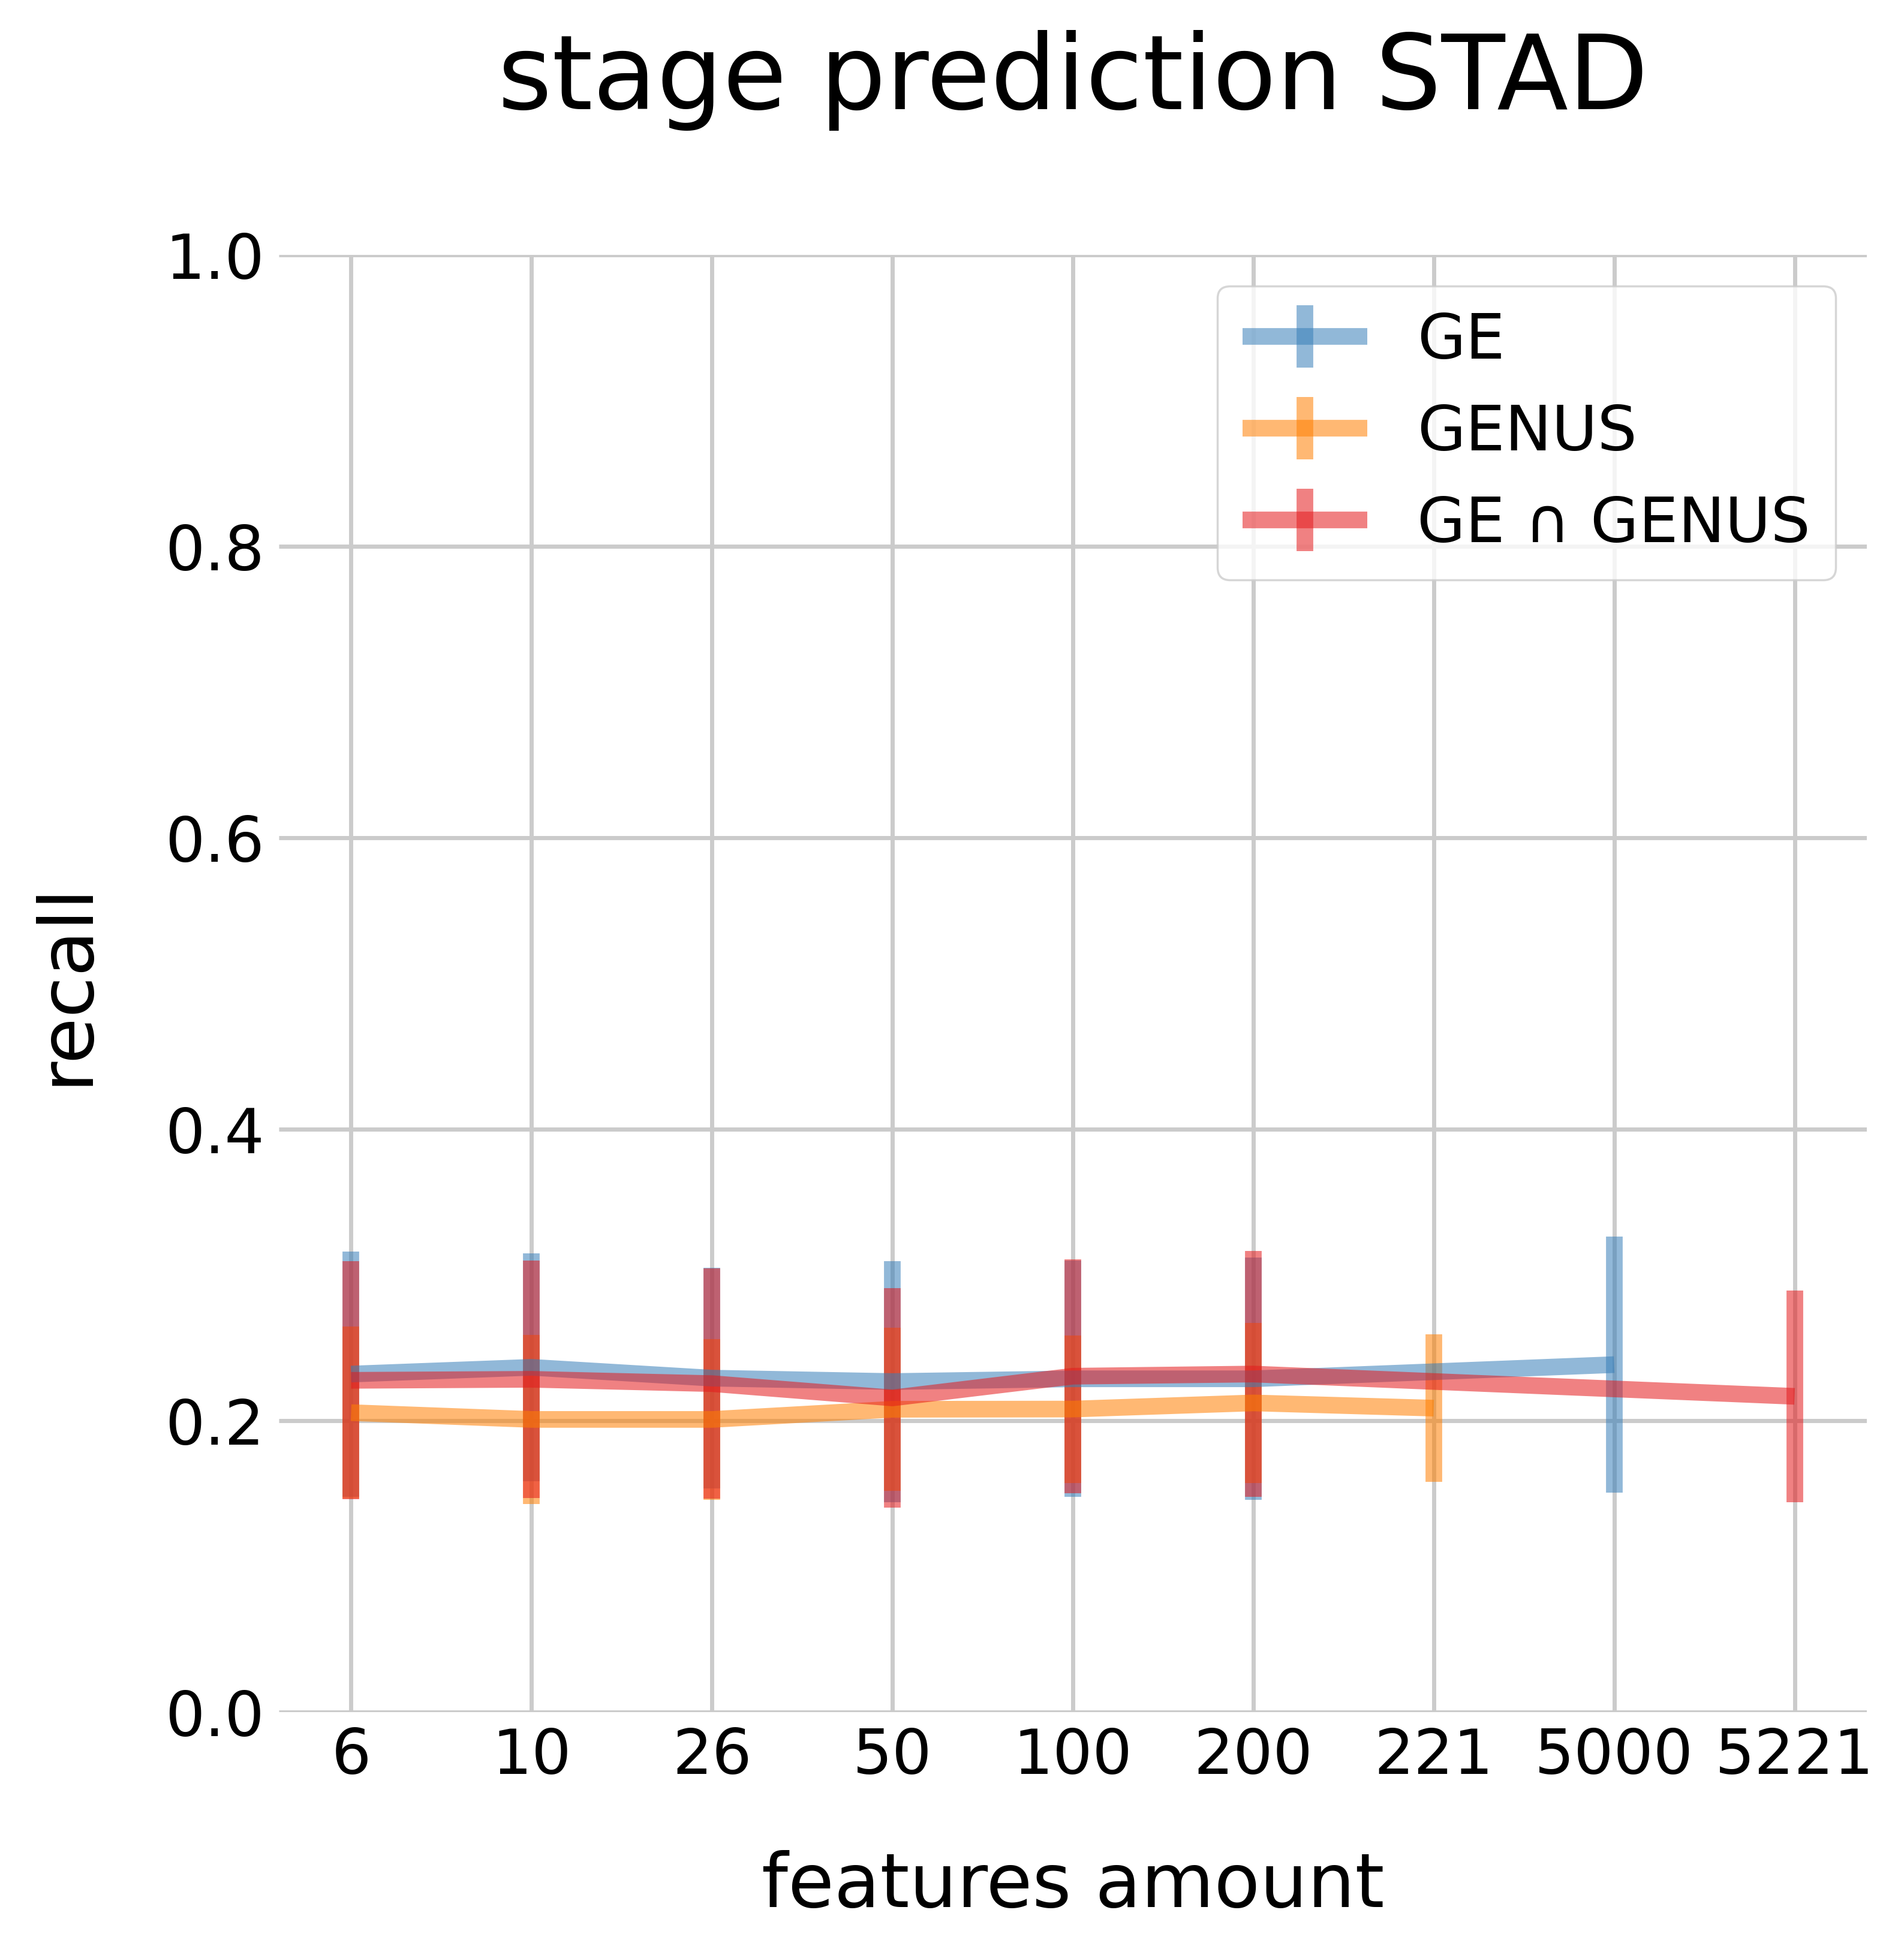 stage prediction STAD
1.0
0.8
0.6
0.4
0.2
0.0
recall
GE
GENUS
GE ∩ GENUS
6 10 26 50 100 200 221 5000 5221
features amount